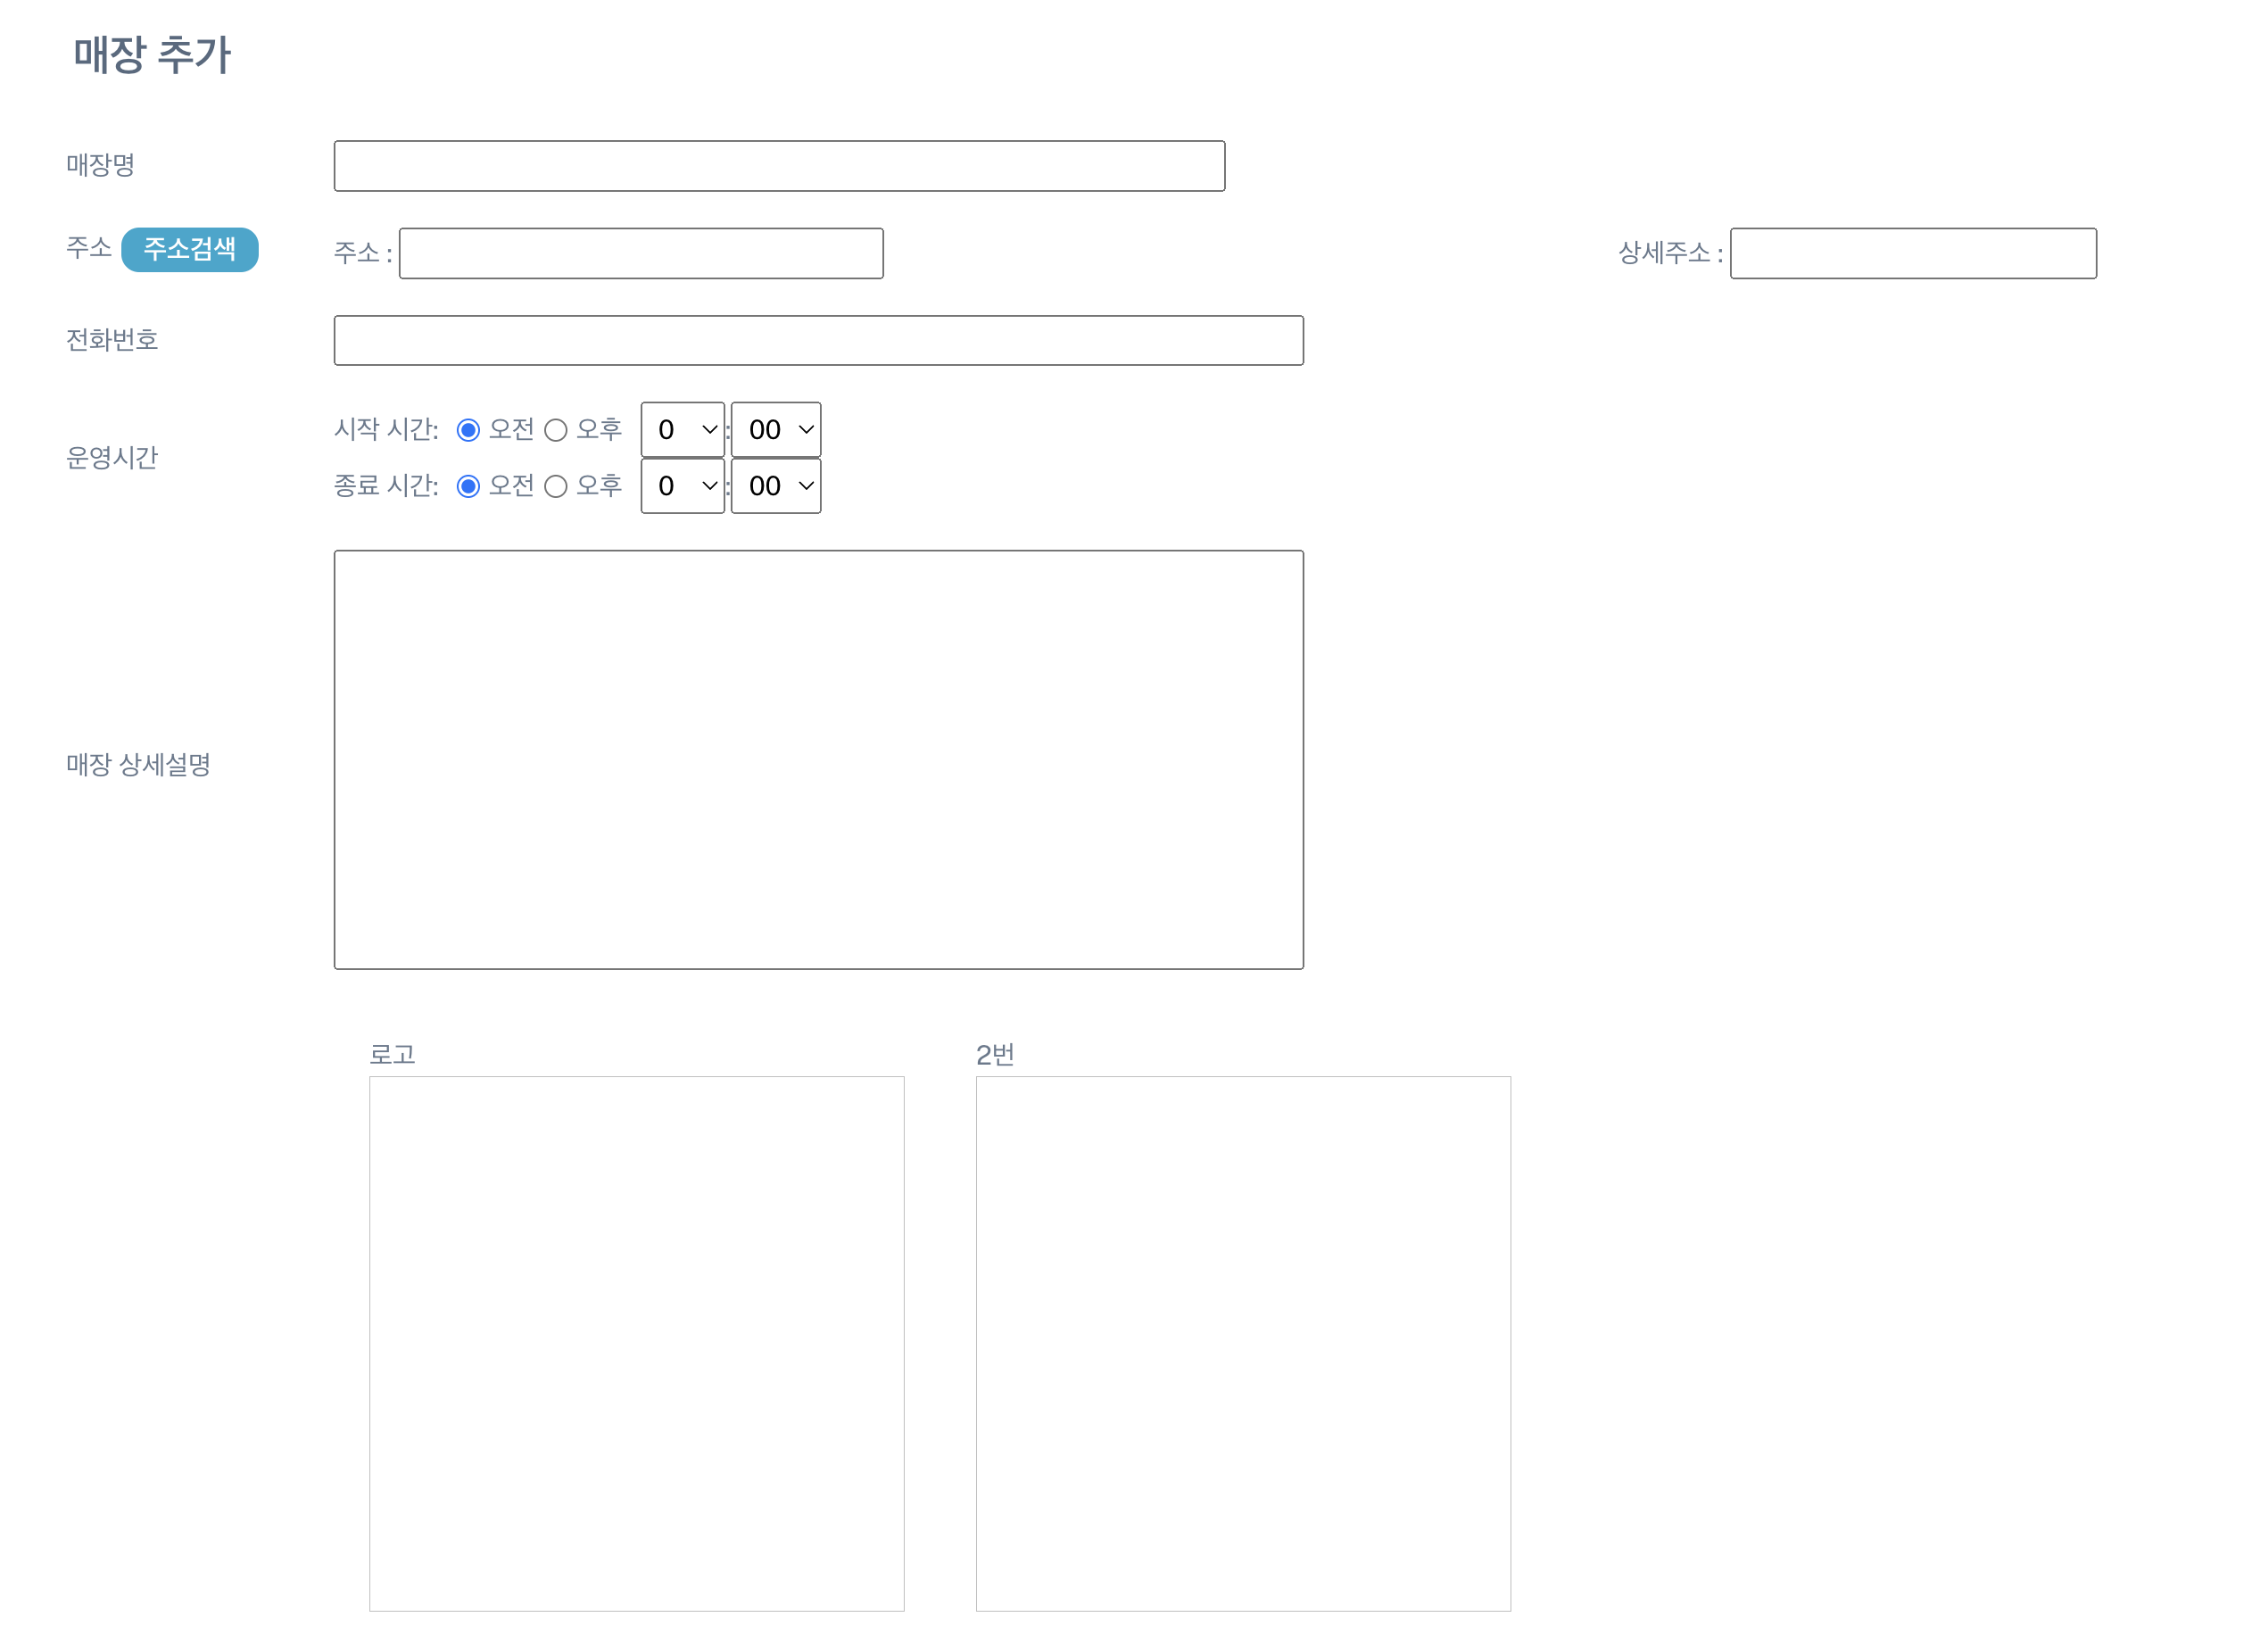 매장 추가
매장명
주소 주소검색 주소 : 상세주소 :
전화번호
운영시간
시작 시간: 오전 오후 0 : 00
종료 시간: 오전 오후 0 : 00
매장 상세설명
로고 2번